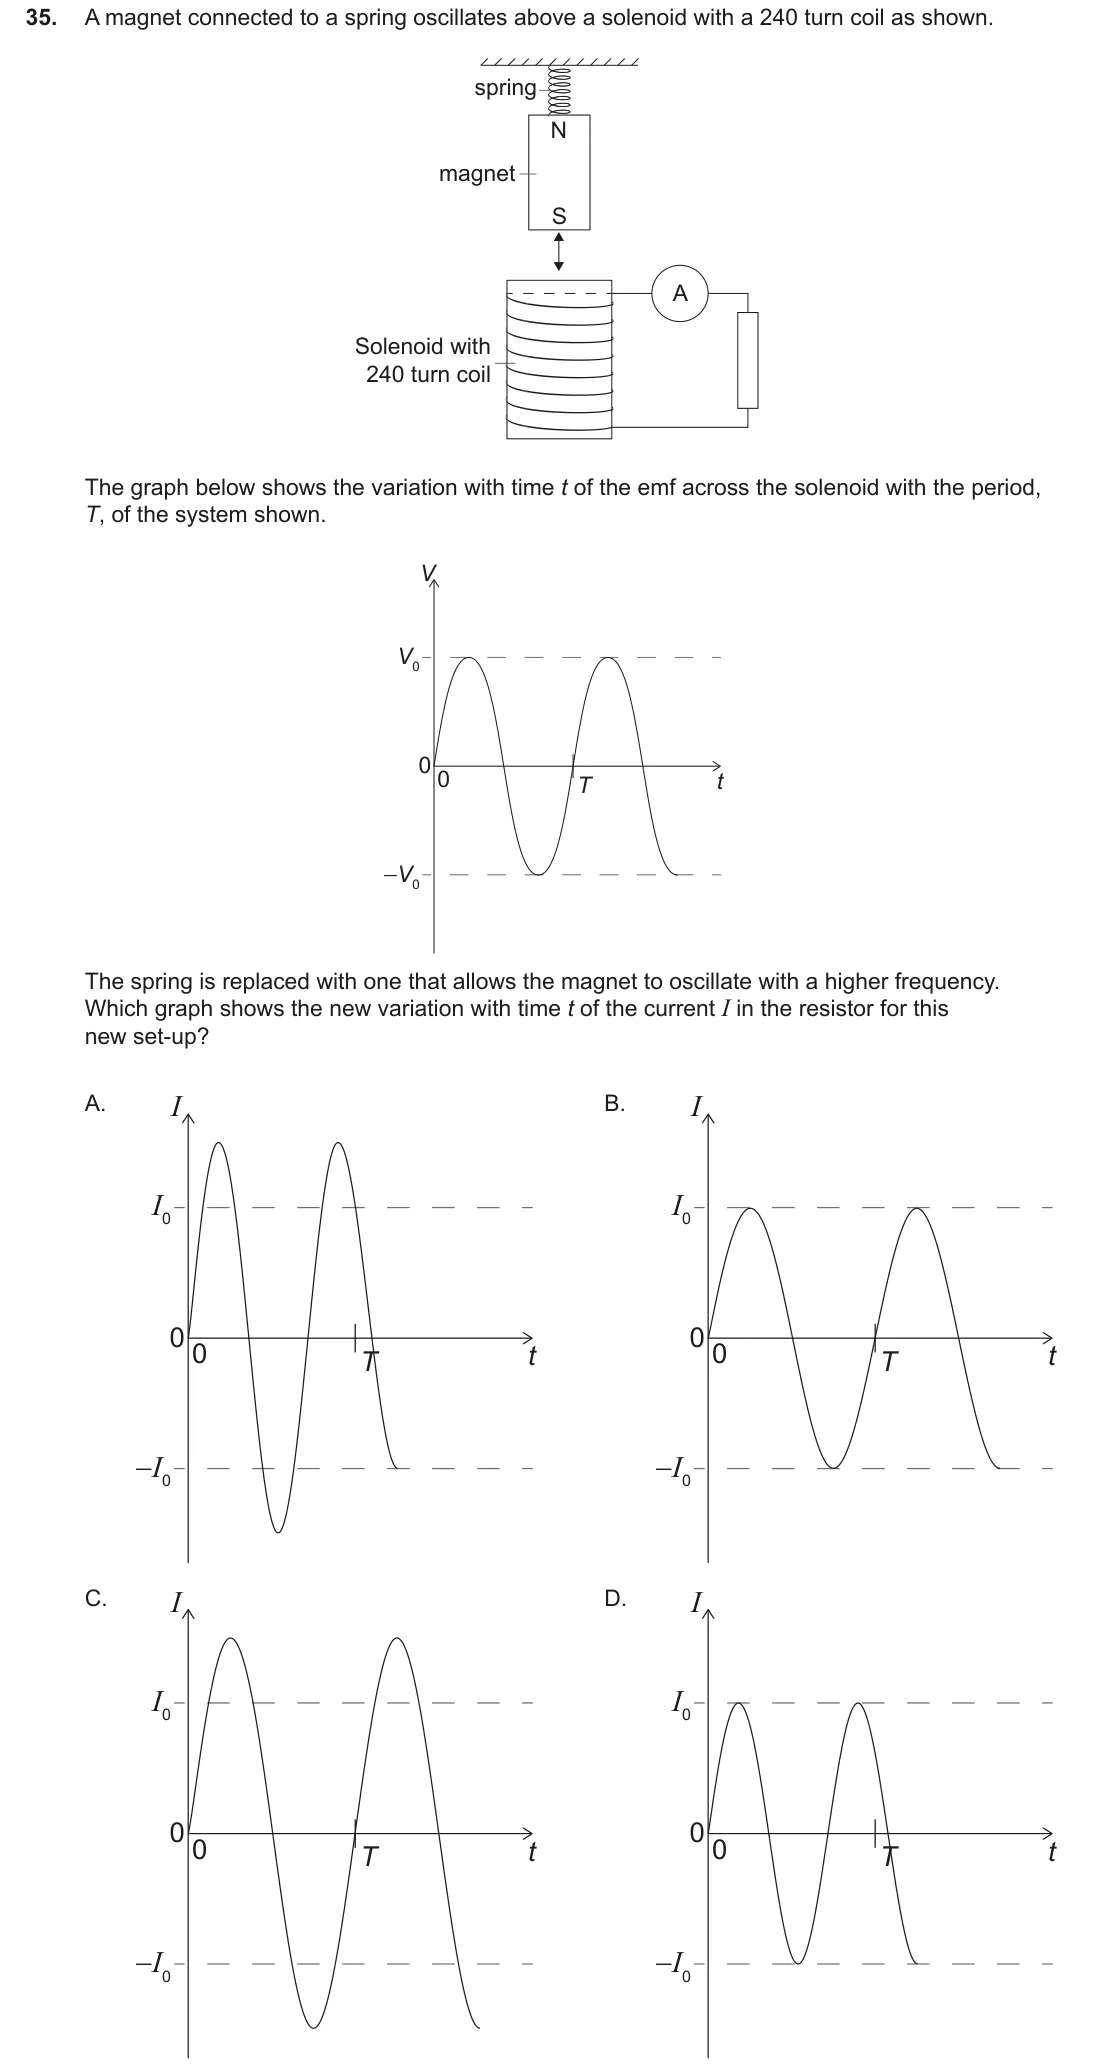 35. A magnet connected to a spring oscillates above a solenoid with a 240 turn coil as shown.
spring
N
magnet
S
A
Solenoid with
240 turn coil
The graph below shows the variation with time t of the emf across the solenoid with the period,
T, of the system shown.
V
V₀
0
0
T
t
–V₀
The spring is replaced with one that allows the magnet to oscillate with a higher frequency.
Which graph shows the new variation with time t of the current I in the resistor for this
new set-up?
A.
I
I₀
0
0
T
t
–I₀
B.
I
I₀
0
0
T
t
–I₀
C.
I
I₀
0
0
T
t
–I₀
D.
I
I₀
0
0
T
t
–I₀